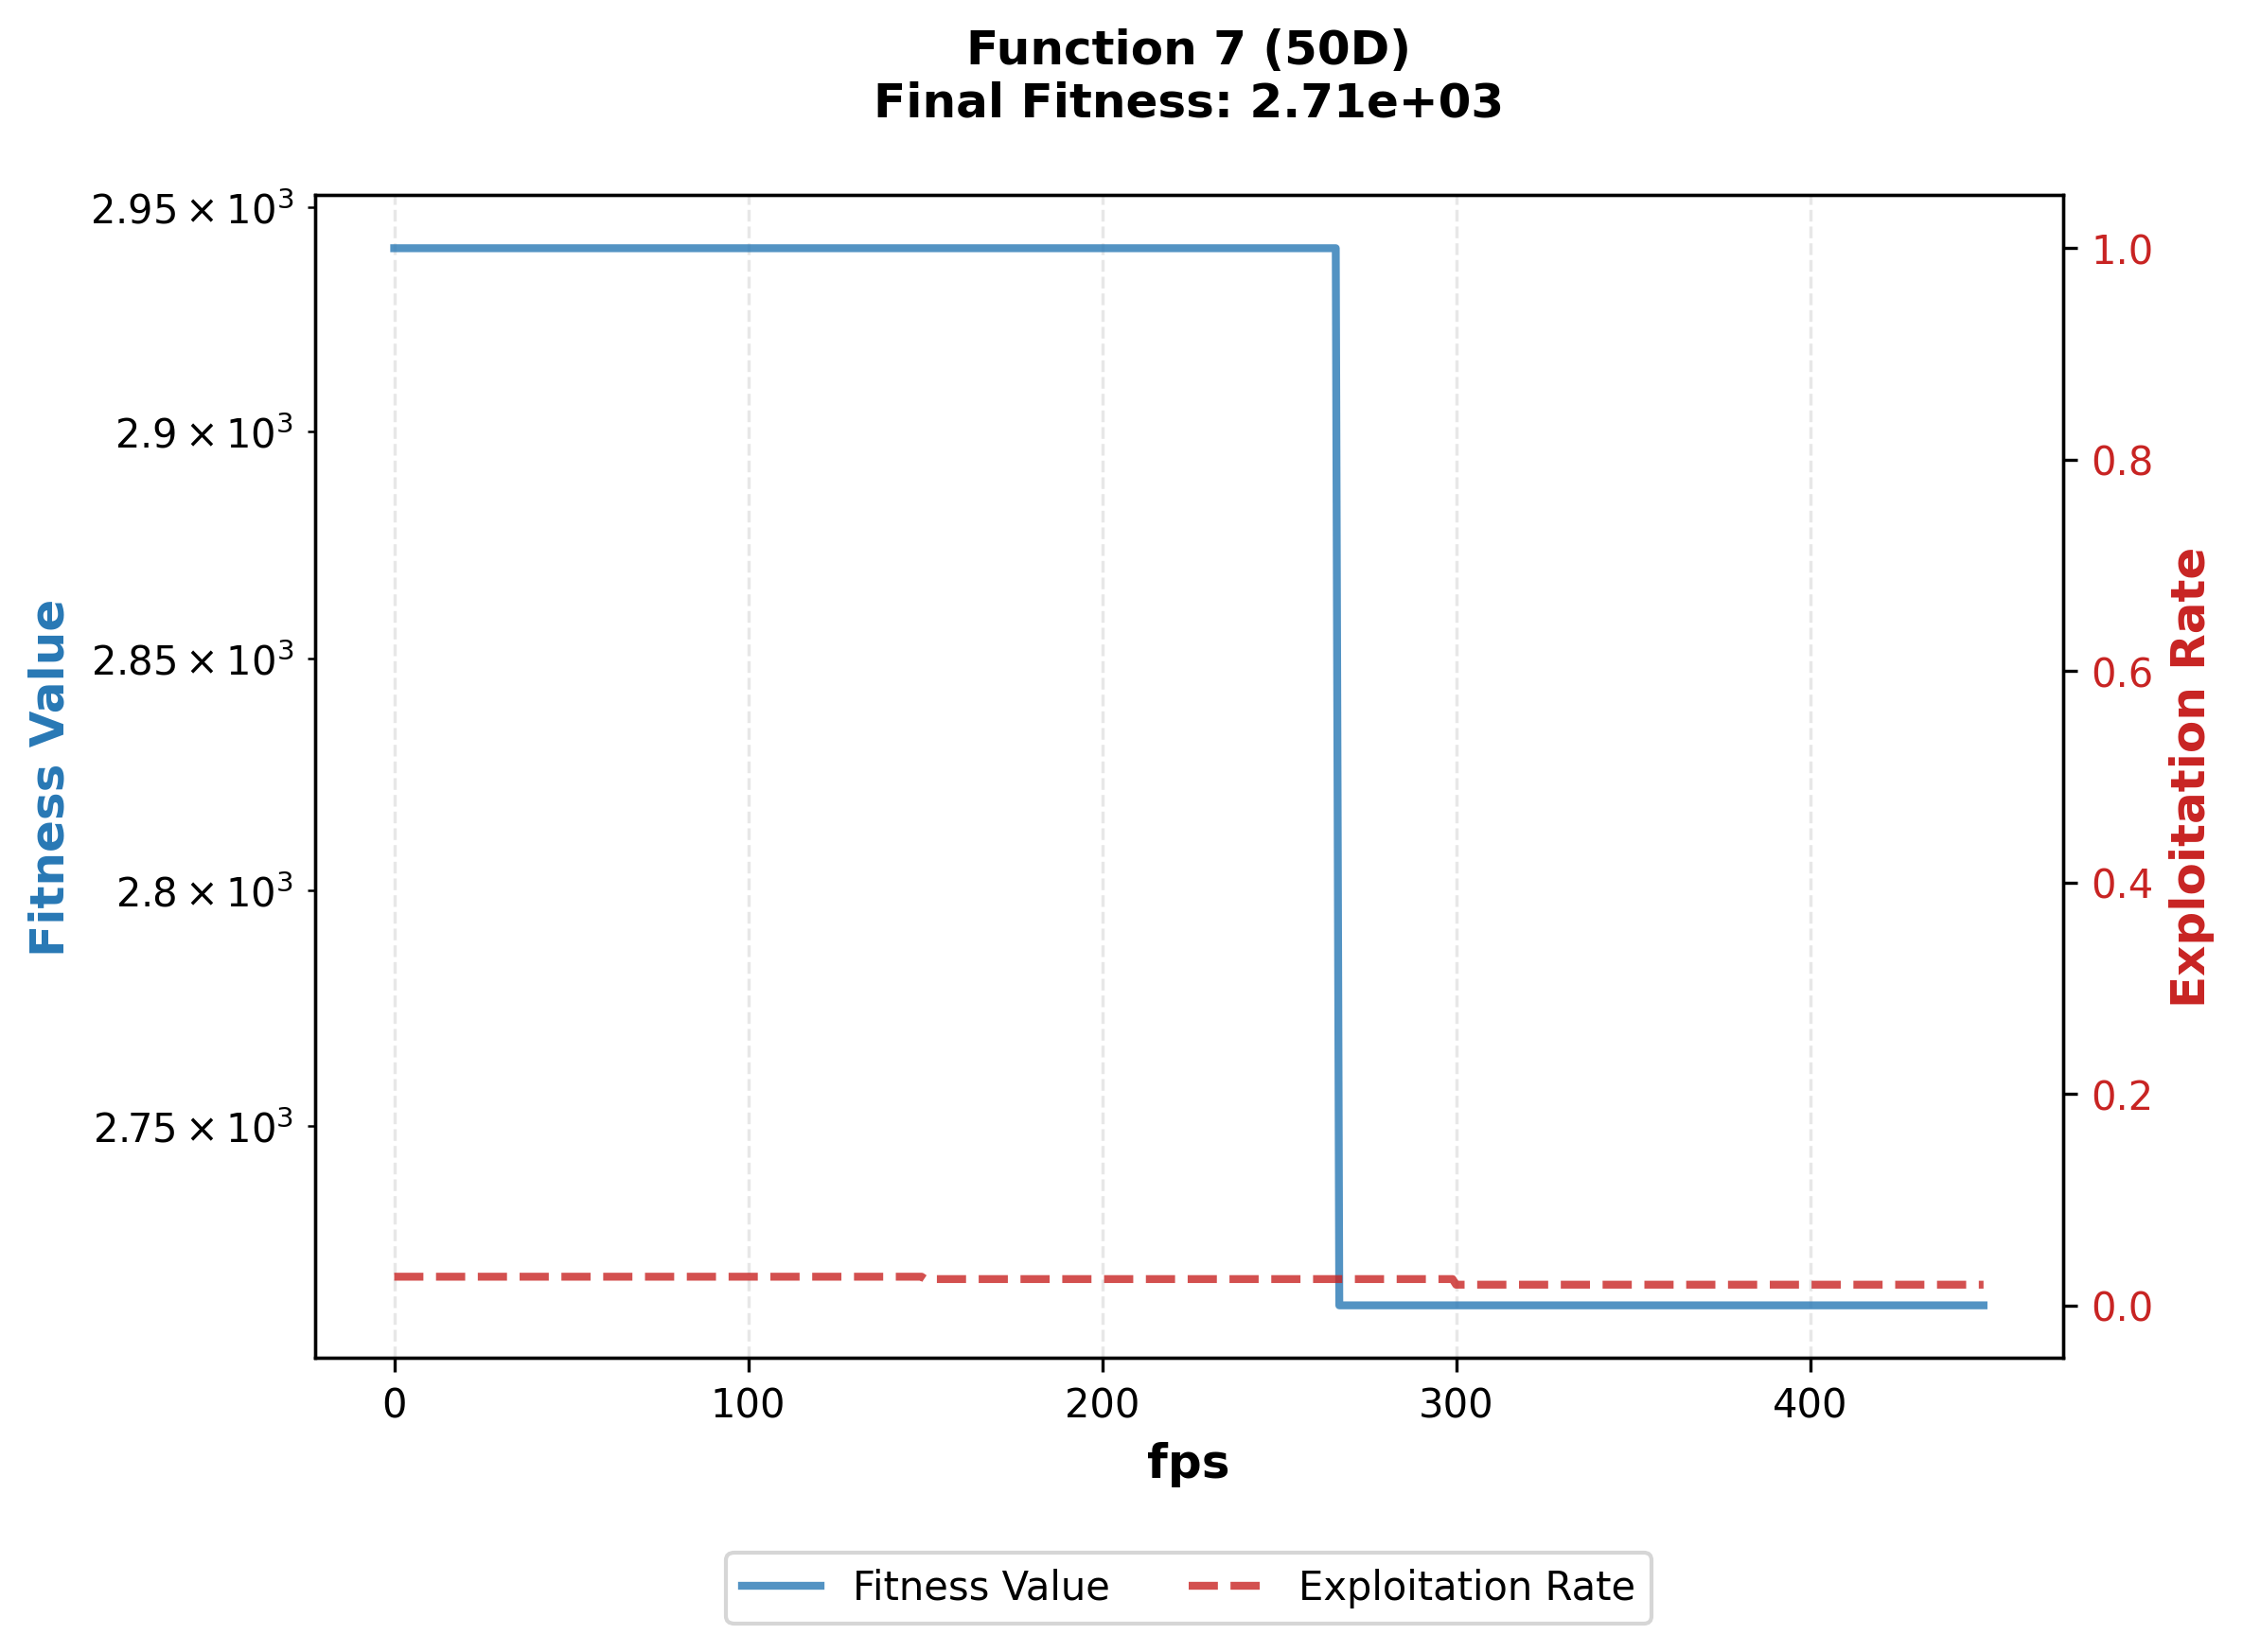 Function 7 (50D)
Final Fitness: 2.71e+03
2.95 × 10³
2.9 × 10³
2.85 × 10³
2.8 × 10³
2.75 × 10³
Fitness Value
1.0
0.8
0.6
0.4
0.2
0.0
Exploitation Rate
0 100 200 300 400
fps
Fitness Value Exploitation Rate